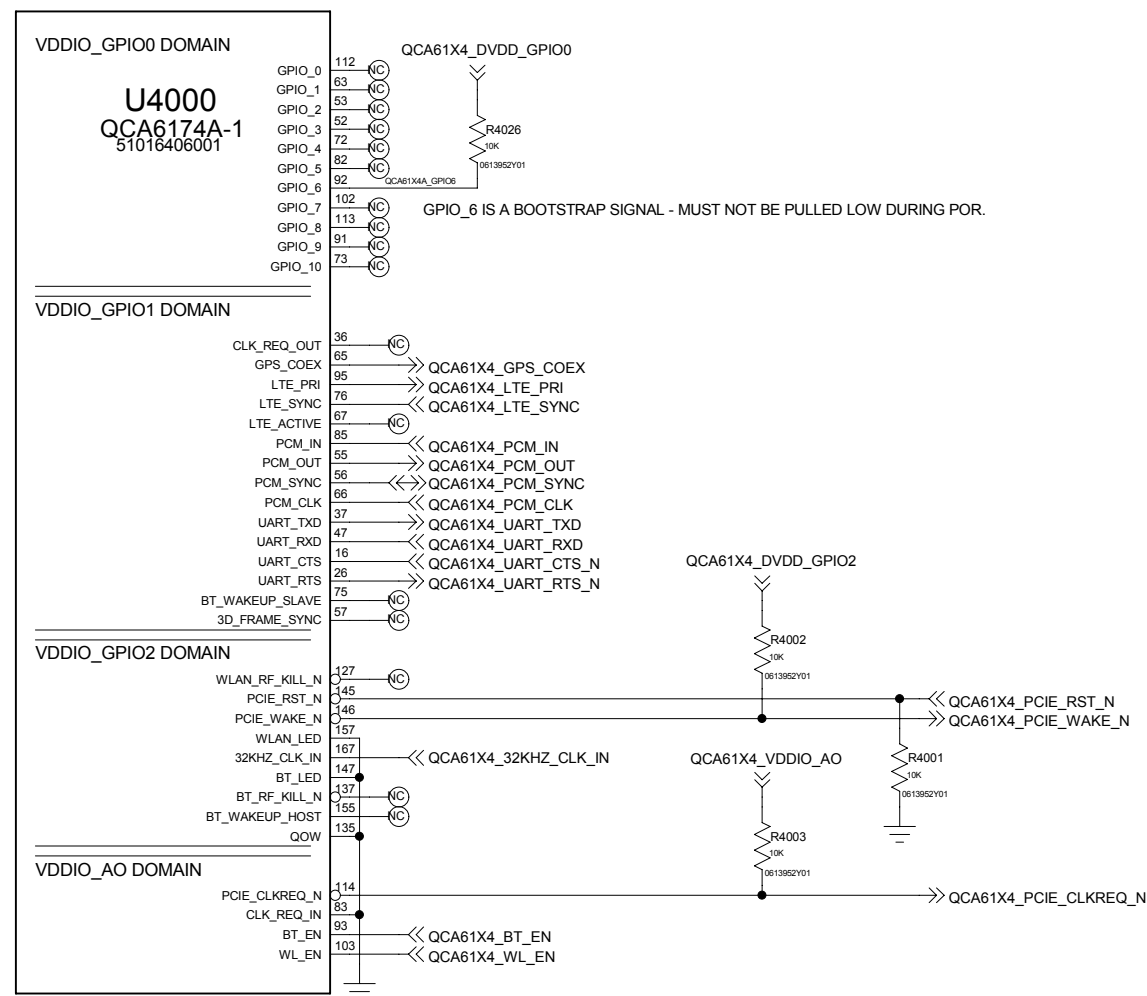 VDDIO_GPIO0 DOMAIN
U4000
QCA6174A-1
51016406001
QCA61X4_DVDD_GPIO0
R4026
10K
0613952Y01
GPIO_0 112 NC
GPIO_1 63 NC
GPIO_2 53 NC
GPIO_3 52 NC
GPIO_4 72 NC
GPIO_5 82 NC
GPIO_6 92 QCA61X4A_GPIO6
GPIO_7 102 NC
GPIO_8 113 NC
GPIO_9 91 NC
GPIO_10 73 NC
GPIO_6 IS A BOOTSTRAP SIGNAL - MUST NOT BE PULLED LOW DURING POR.
VDDIO_GPIO1 DOMAIN
CLK_REQ_OUT 36 NC
GPS_COEX 65 QCA61X4_GPS_COEX
LTE_PRI 95 QCA61X4_LTE_PRI
LTE_SYNC 76 QCA61X4_LTE_SYNC
LTE_ACTIVE 67 NC
PCM_IN 85 QCA61X4_PCM_IN
PCM_OUT 55 QCA61X4_PCM_OUT
PCM_SYNC 56 QCA61X4_PCM_SYNC
PCM_CLK 66 QCA61X4_PCM_CLK
UART_TXD 37 QCA61X4_UART_TXD
UART_RXD 47 QCA61X4_UART_RXD
UART_CTS 16 QCA61X4_UART_CTS_N
UART_RTS 26 QCA61X4_UART_RTS_N
BT_WAKEUP_SLAVE 75 NC
3D_FRAME_SYNC 57 NC
QCA61X4_DVDD_GPIO2
R4002
10K
0613952Y01
VDDIO_GPIO2 DOMAIN
WLAN_RF_KILL_N 127 NC
PCIE_RST_N 145 QCA61X4_PCIE_RST_N
PCIE_WAKE_N 146 QCA61X4_PCIE_WAKE_N
WLAN_LED 157
32KHZ_CLK_IN 167 QCA61X4_32KHZ_CLK_IN
BT_LED 147
BT_RF_KILL_N 137 NC
BT_WAKEUP_HOST 155 NC
QOW 135
QCA61X4_VDDIO_AO
R4001
10K
0613952Y01
R4003
10K
0613952Y01
VDDIO_AO DOMAIN
PCIE_CLKREQ_N 114 QCA61X4_PCIE_CLKREQ_N
CLK_REQ_IN 83
BT_EN 93 QCA61X4_BT_EN
WL_EN 103 QCA61X4_WL_EN